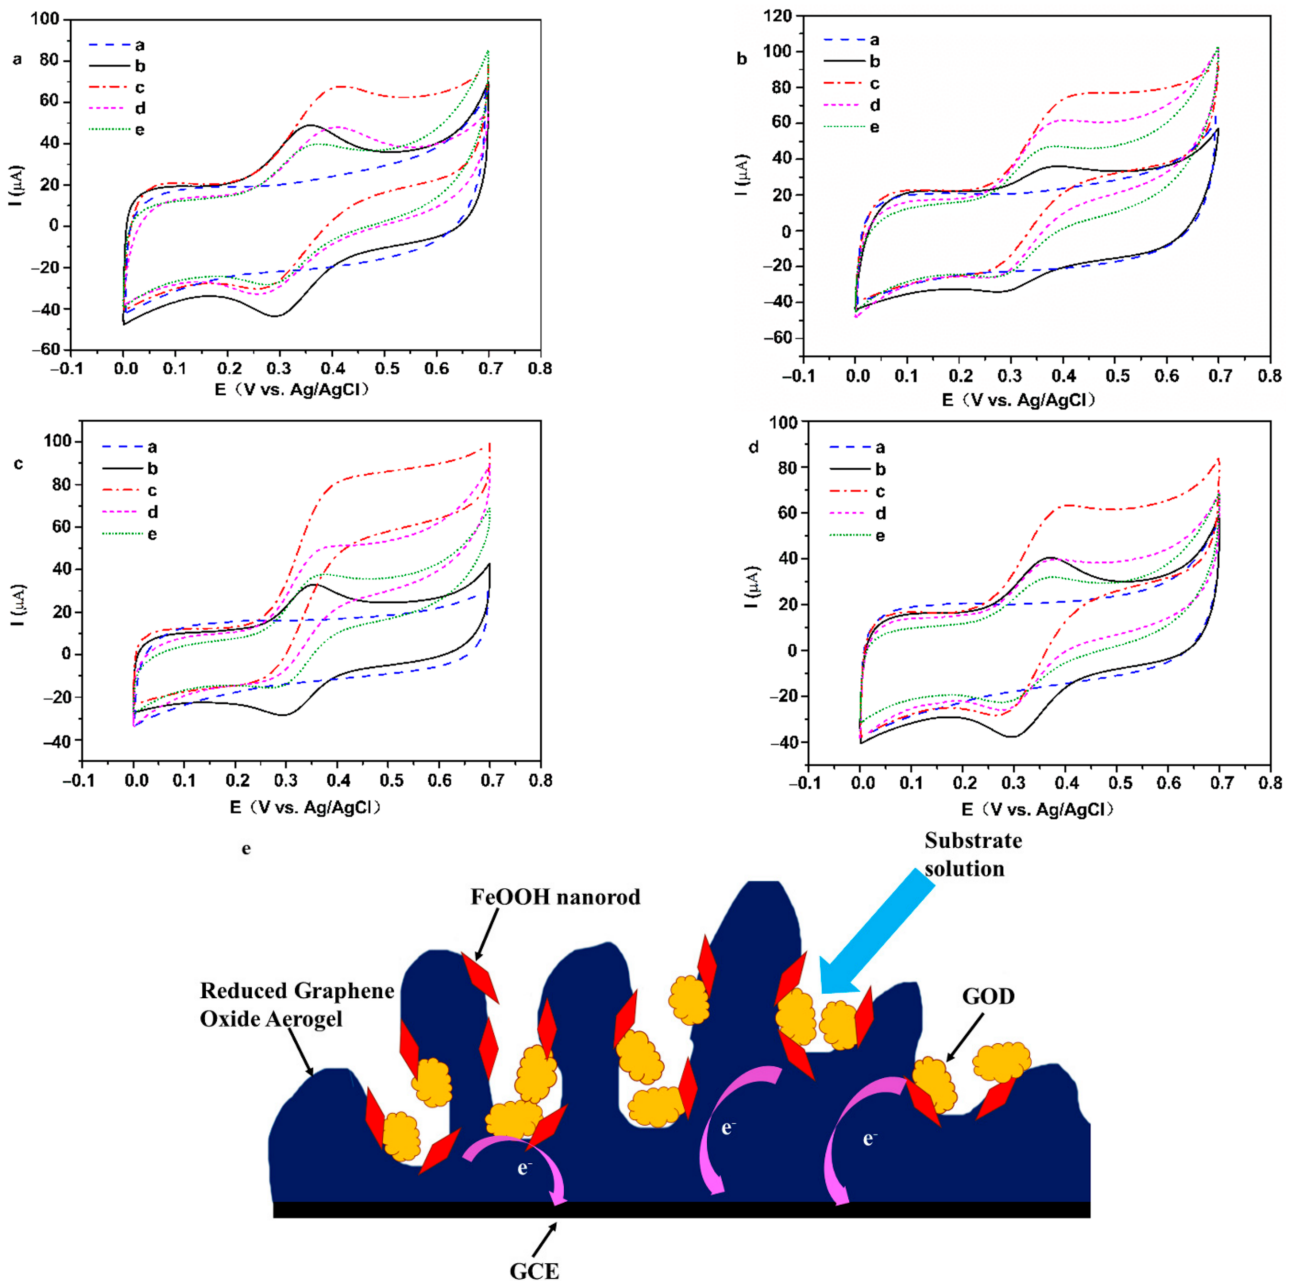 a
100
80
60
40
20
0
−20
−40
−60
I (μA)
a
b
c
d
e
−0.1 0.0 0.1 0.2 0.3 0.4 0.5 0.6 0.7 0.8
E（V vs. Ag/AgCl）
b
120
100
80
60
40
20
0
−20
−40
−60
I (μA)
a
b
c
d
e
−0.1 0.0 0.1 0.2 0.3 0.4 0.5 0.6 0.7 0.8
E（V vs. Ag/AgCl）
c
100
80
60
40
20
0
−20
−40
I (μA)
a
b
c
d
e
−0.1 0.0 0.1 0.2 0.3 0.4 0.5 0.6 0.7 0.8
E（V vs. Ag/AgCl）
d
100
80
60
40
20
0
−20
−40
I (μA)
a
b
c
d
e
−0.1 0.0 0.1 0.2 0.3 0.4 0.5 0.6 0.7 0.8
E（V vs. Ag/AgCl）
e
Substrate
solution
FeOOH nanorod
Reduced Graphene
Oxide Aerogel
GOD
e-
e-
e-
GCE